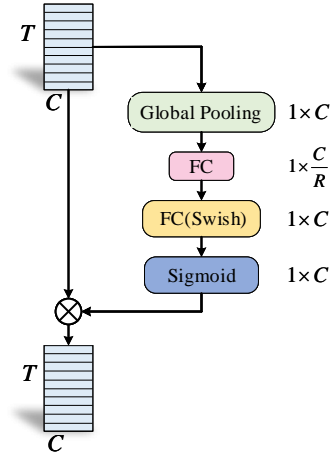 T
C
Global Pooling 1×C
FC 1×C/R
FC(Swish) 1×C
Sigmoid 1×C
T
C